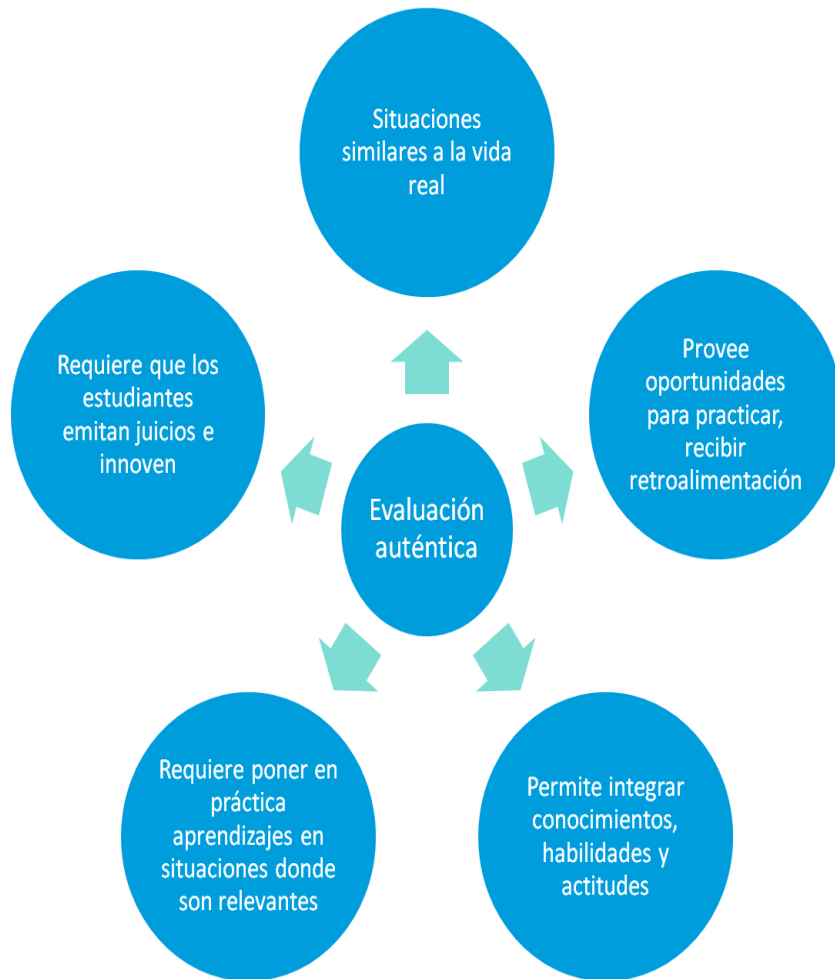 Situaciones
similares a la vida
real
Provee
oportunidades
para practicar,
recibir
retroalimentación
Permite integrar
conocimientos,
habilidades y
actitudes
Requiere poner en
práctica
aprendizajes en
situaciones donde
son relevantes
Requiere que los
estudiantes
emitan juicios e
innoven
Evaluación
auténtica